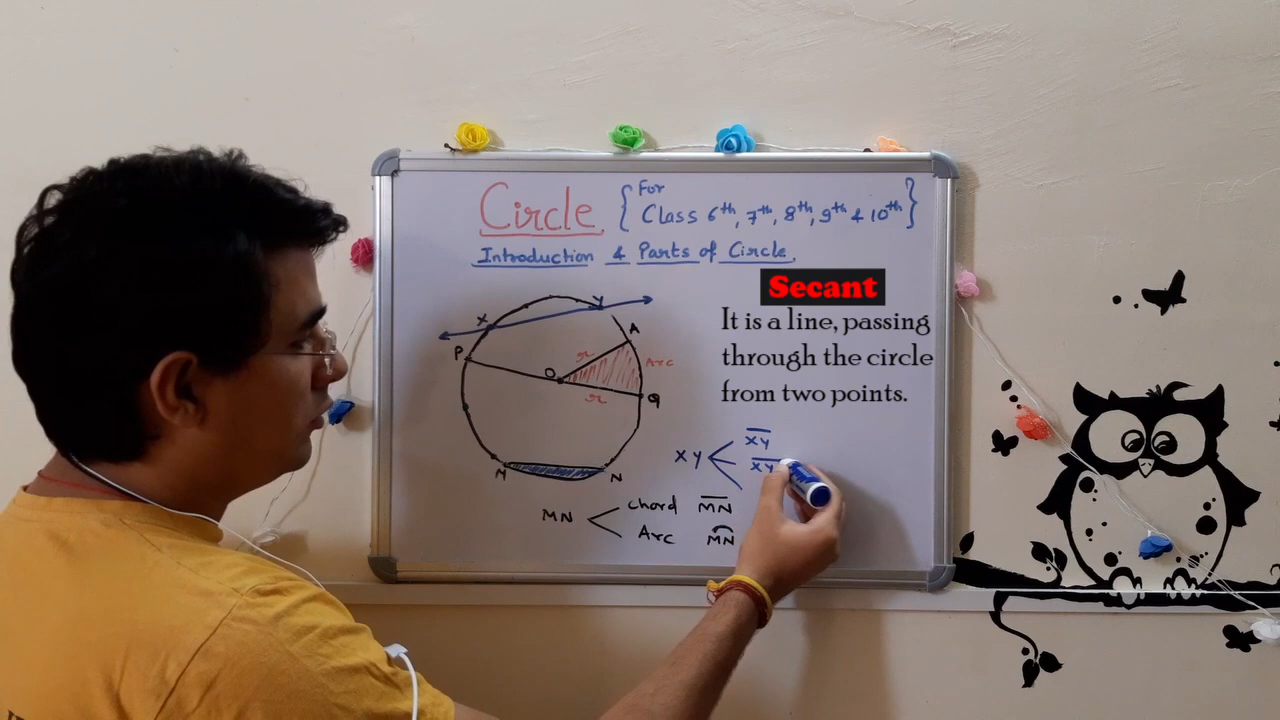 Circle { For Class 6th, 7th, 8th, 9th & 10th }
Introduction & Parts of Circle.
Secant
It is a line, passing
through the circle
from two points.
X Y
A
P
O r Arc
r Q
M N
XY < XY
XY
MN < chord MN
Arc MN